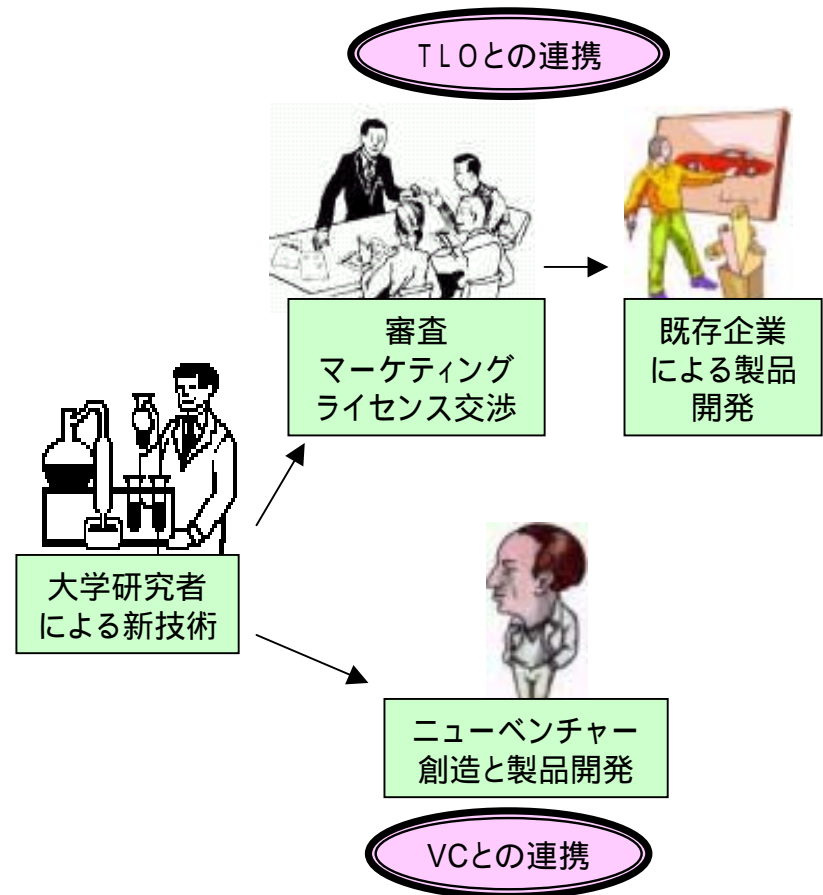 ＴＬＯとの連携
審査
マーケティング
ライセンス交渉
既存企業
による製品
開発
大学研究者
による新技術
ニューベンチャー
創造と製品開発
VCとの連携